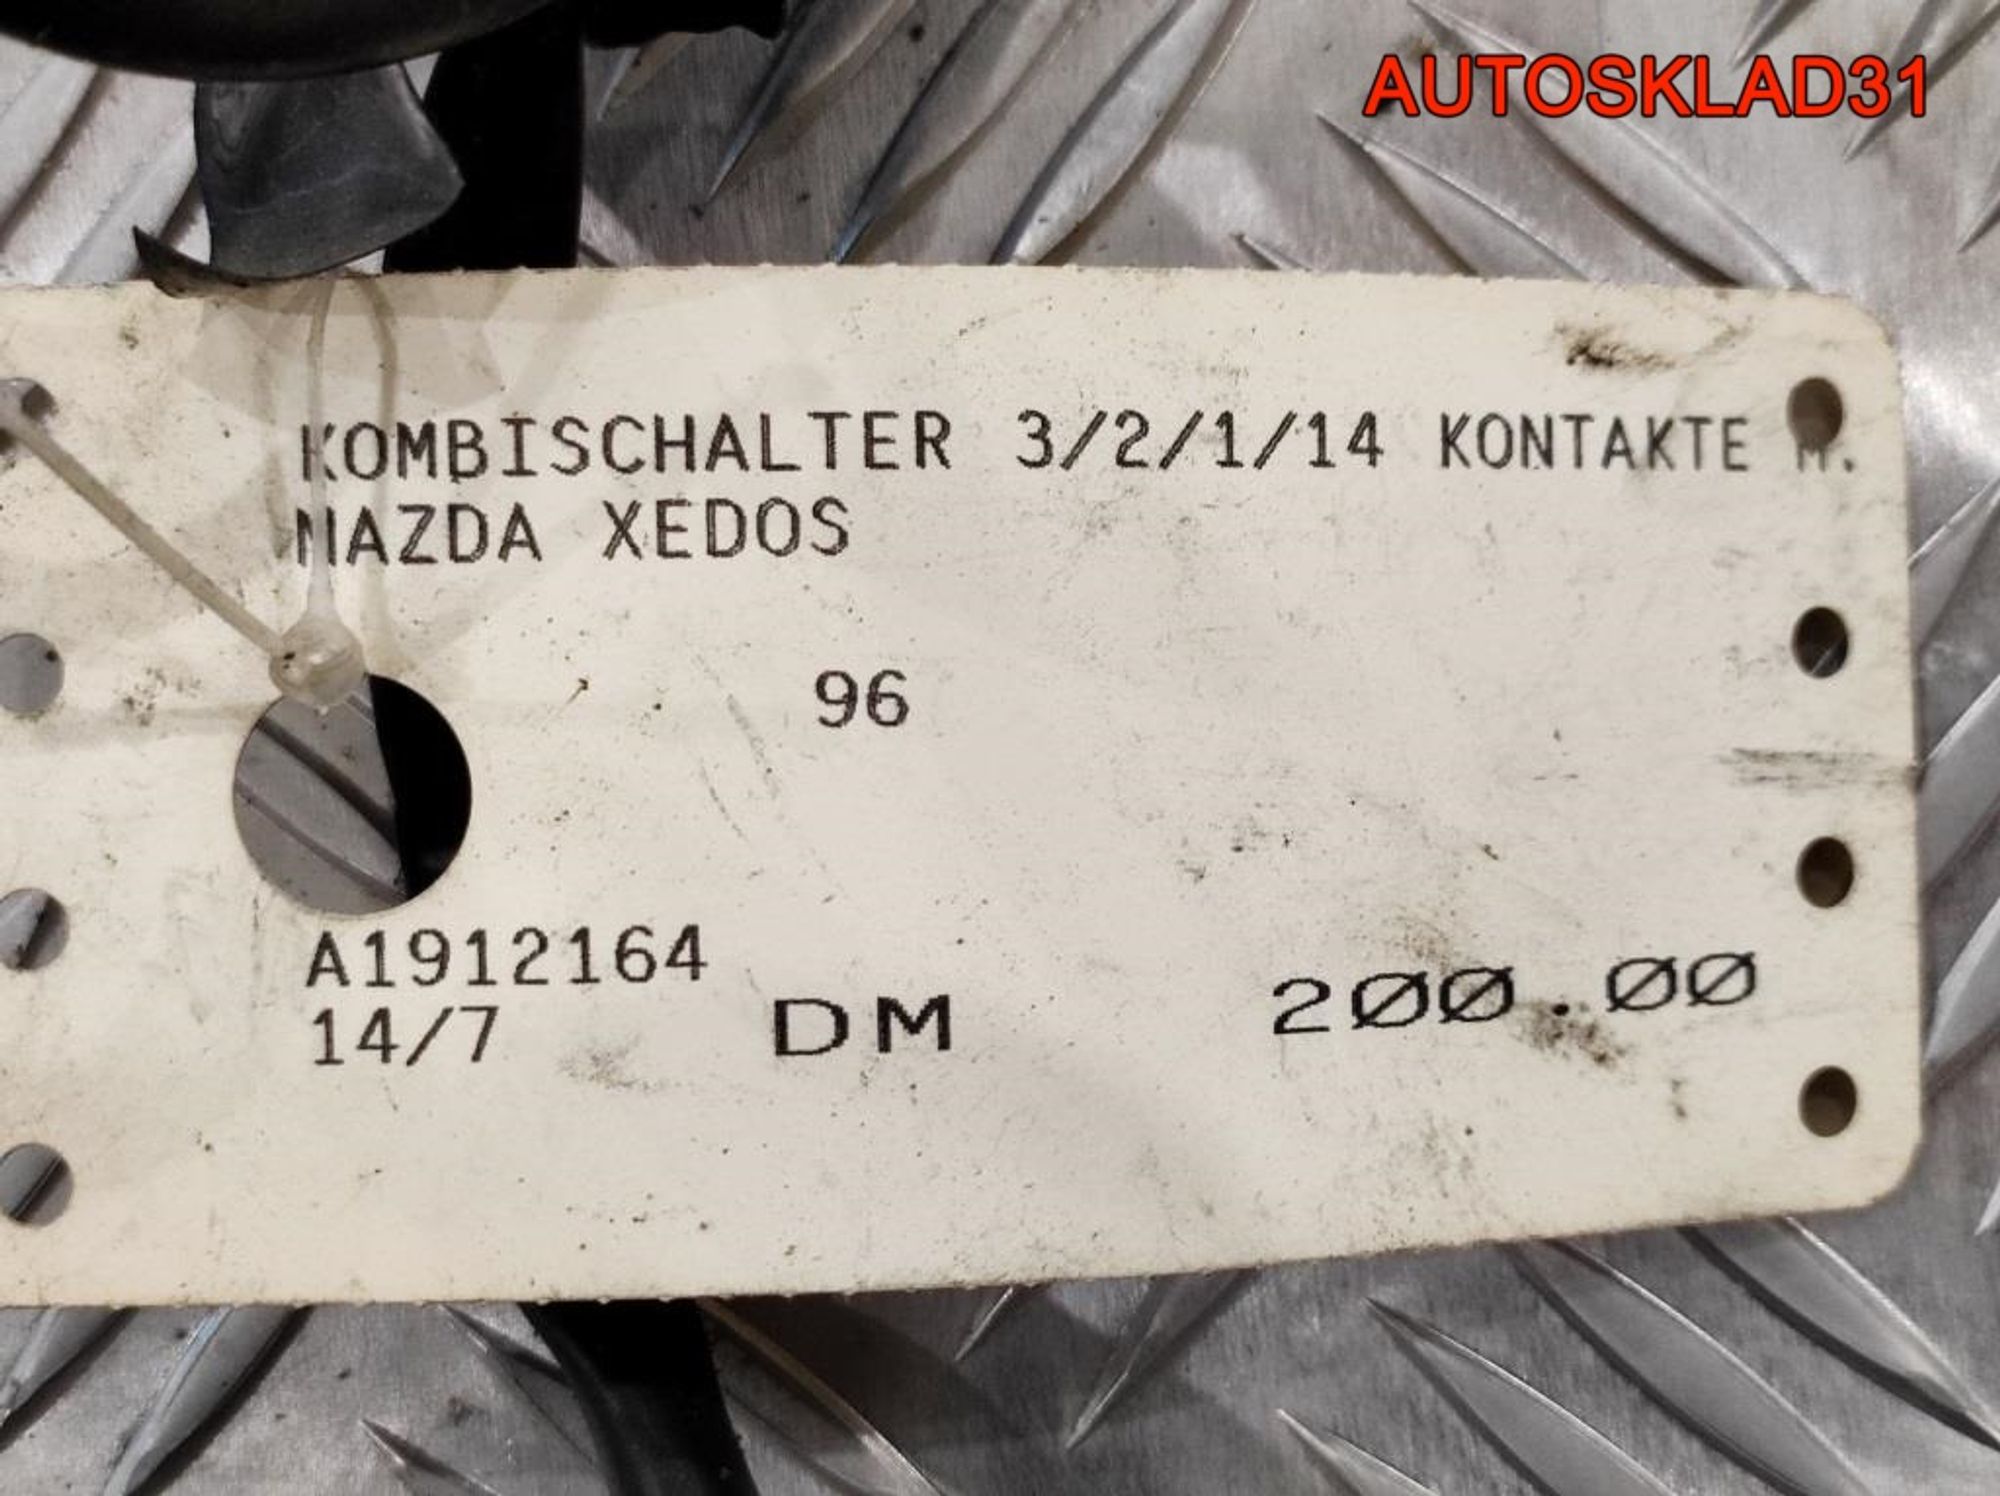 AUTOSKLAD31
KOMBISCHALTER 3/2/1/14 KONTAKTE M.
MAZDA XEDOS
96
A1912164
14/7 DM 200.00